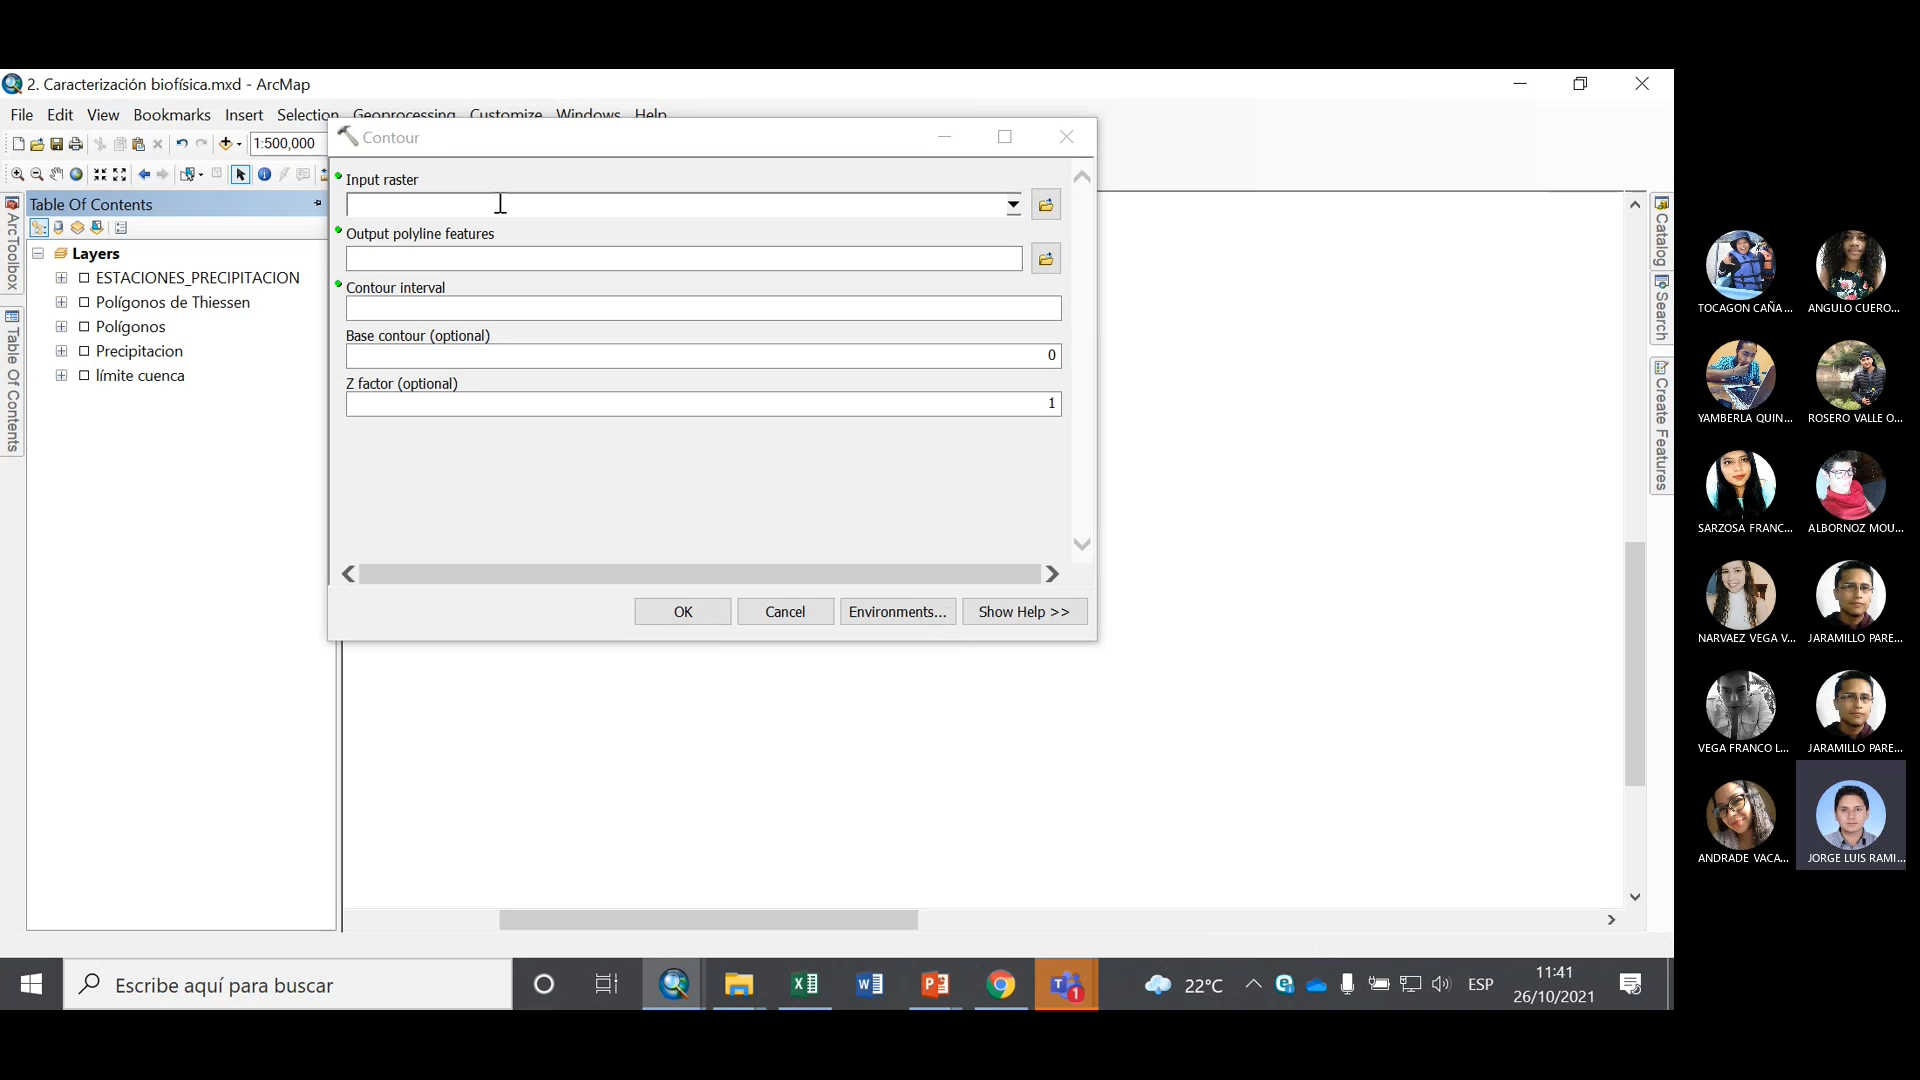 2. Caracterización biofísica.mxd - ArcMap
File Edit View Bookmarks Insert Selection Geoprocessing Customize Windows Help
1:500,000
Contour
Table Of Contents
Layers
ESTACIONES_PRECIPITACION
Polígonos de Thiessen
Polígonos
Precipitacion
límite cuenca
ArcToolbox
Table Of Contents
Input raster
Output polyline features
Contour interval
Base contour (optional)
0
Z factor (optional)
1
OK Cancel Environments... Show Help >>
Catalog
Search
Create Features
TOCAGON CAÑA... ANGULO CUERO...
YAMBERLA QUIN... ROSERO VALLE O...
SARZOSA FRANC... ALBORNOZ MOU...
NARVAEZ VEGA V... JARAMILLO PARE...
VEGA FRANCO L... JARAMILLO PARE...
ANDRADE VACA... JORGE LUIS RAMI...
Escribe aquí para buscar
1
22°C
ESP
11:41
26/10/2021